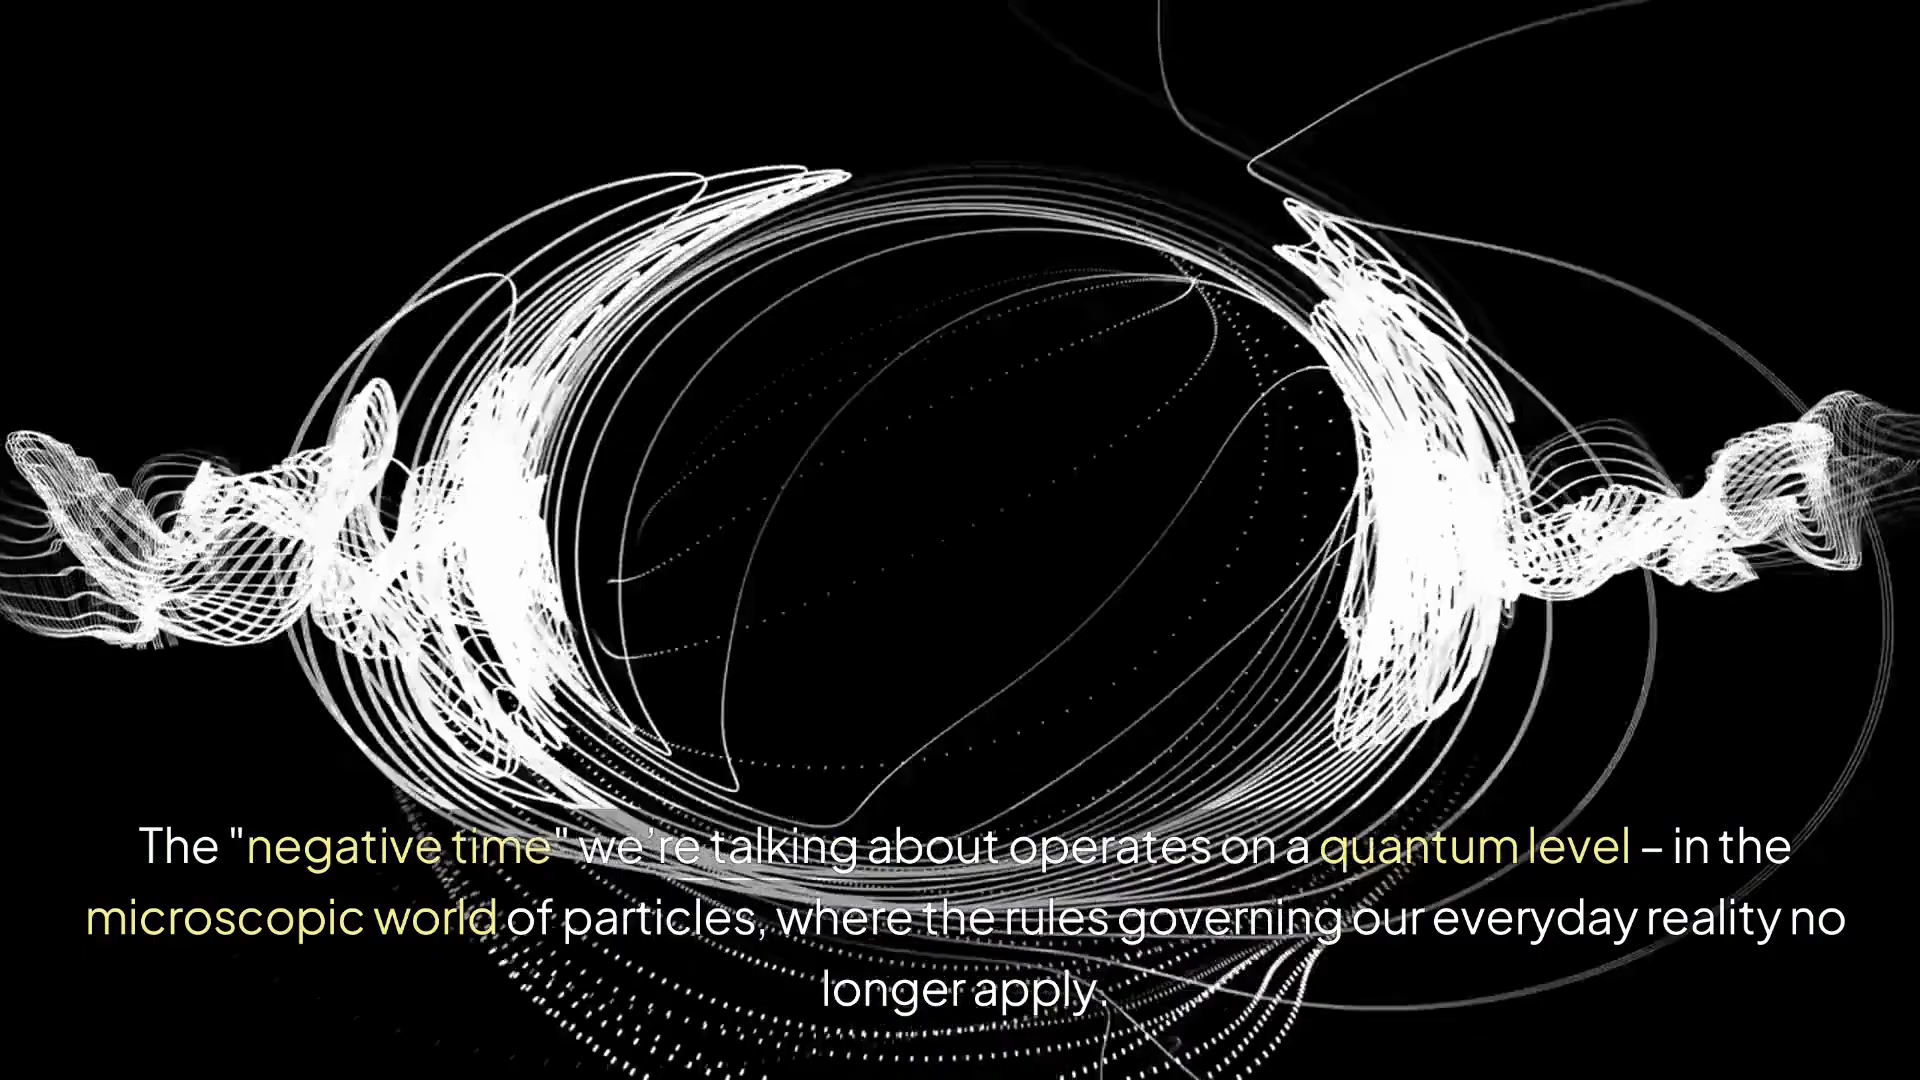 The "negative time" we're talking about operates on a quantum level – in the
microscopic world of particles, where the rules governing our everyday reality no
longer apply.